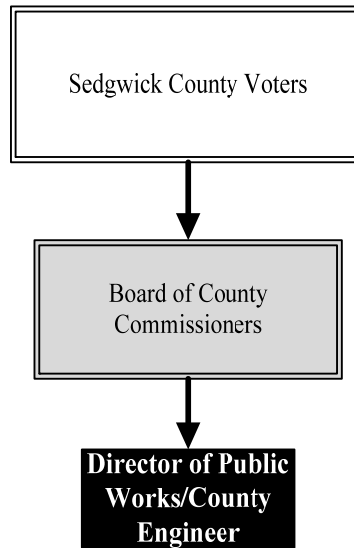 Sedgwick County Voters
Board of County
Commissioners
Director of Public
Works/County
Engineer